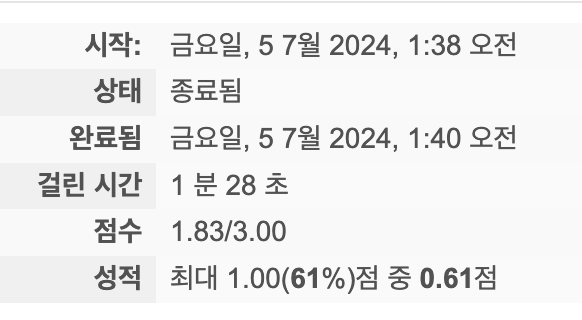 시작: 금요일, 5 7월 2024, 1:38 오전
상태 종료됨
완료됨 금요일, 5 7월 2024, 1:40 오전
걸린 시간 1 분 28 초
점수 1.83/3.00
성적 최대 1.00(61%)점 중 0.61점